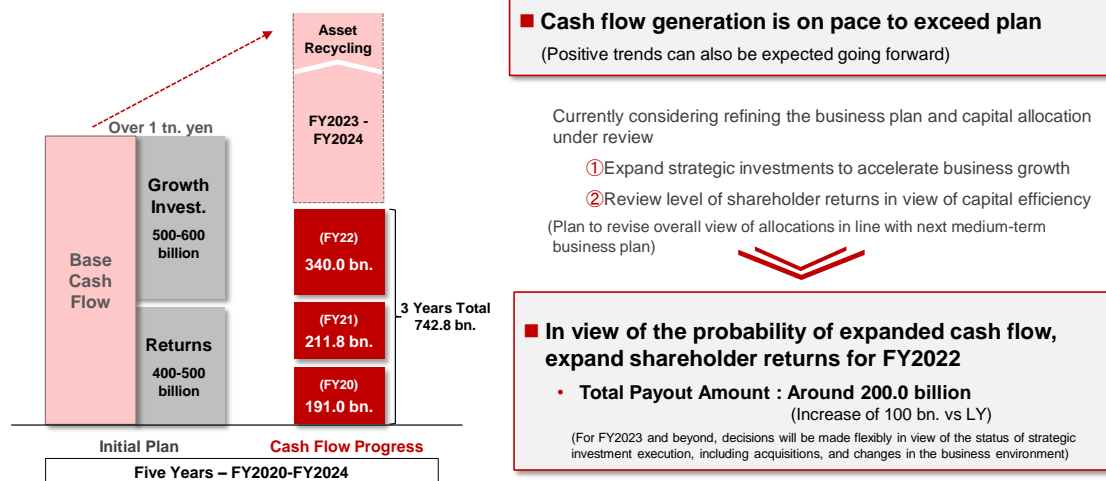 Asset
Recycling
FY2023 -
FY2024
Over 1 tn. yen
Growth
Invest.
500-600
billion
Base
Cash
Flow
Returns
400-500
billion
(FY22)
340.0 bn.
(FY21)
211.8 bn.
(FY20)
191.0 bn.
3 Years Total
742.8 bn.
Initial Plan
Cash Flow Progress
Five Years – FY2020-FY2024
■ Cash flow generation is on pace to exceed plan
(Positive trends can also be expected going forward)
Currently considering refining the business plan and capital allocation
under review
①Expand strategic investments to accelerate business growth
②Review level of shareholder returns in view of capital efficiency
(Plan to revise overall view of allocations in line with next medium-term
business plan)
■ In view of the probability of expanded cash flow,
expand shareholder returns for FY2022
• Total Payout Amount : Around 200.0 billion
(Increase of 100 bn. vs LY)
(For FY2023 and beyond, decisions will be made flexibly in view of the status of strategic
investment execution, including acquisitions, and changes in the business environment)